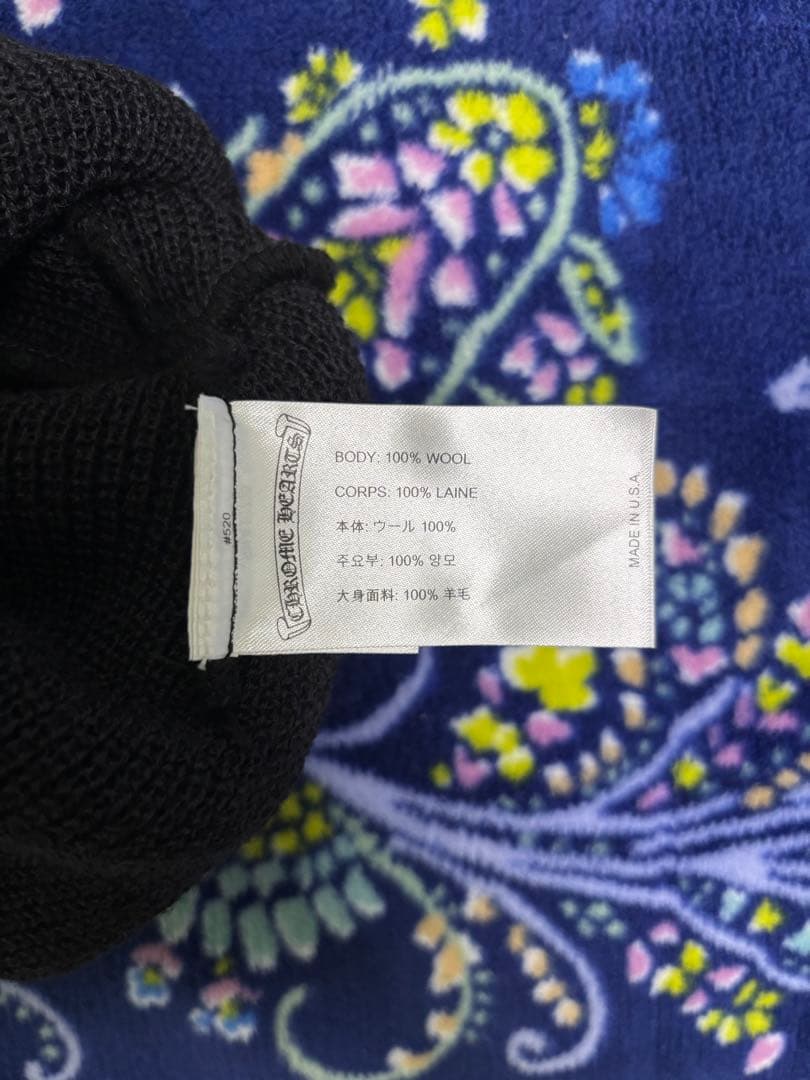 CHROME HEARTS
#520
BODY: 100% WOOL
CORPS: 100% LAINE
本体: ウール 100%
주요부: 100% 양모
大身面料: 100% 羊毛
MADE IN U.S.A.